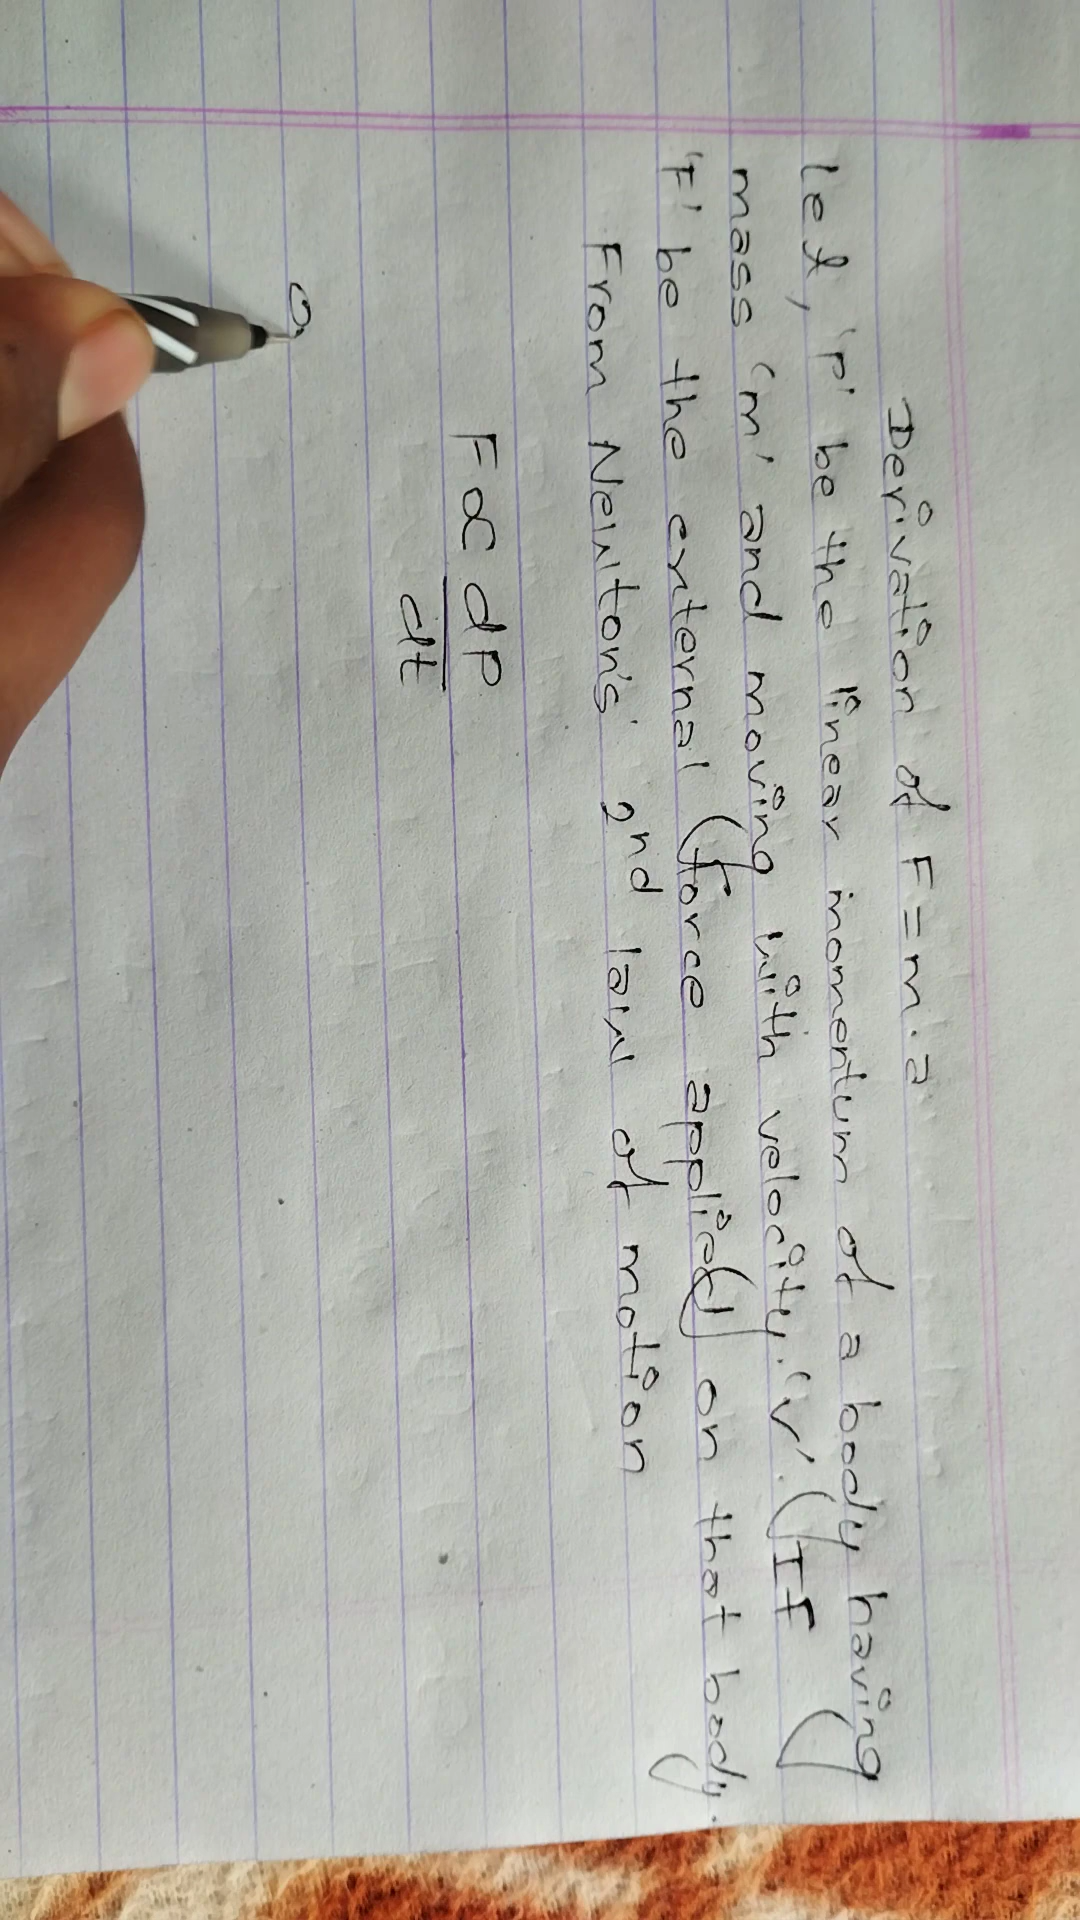 Derivation of F = m.a
let, 'P' be the linear momentum of a body having
mass 'm' and moving with velocity 'v'. (If
'F' be the external force applied on that body.
From Newton's 2nd law of motion
F ∝ dP
dt